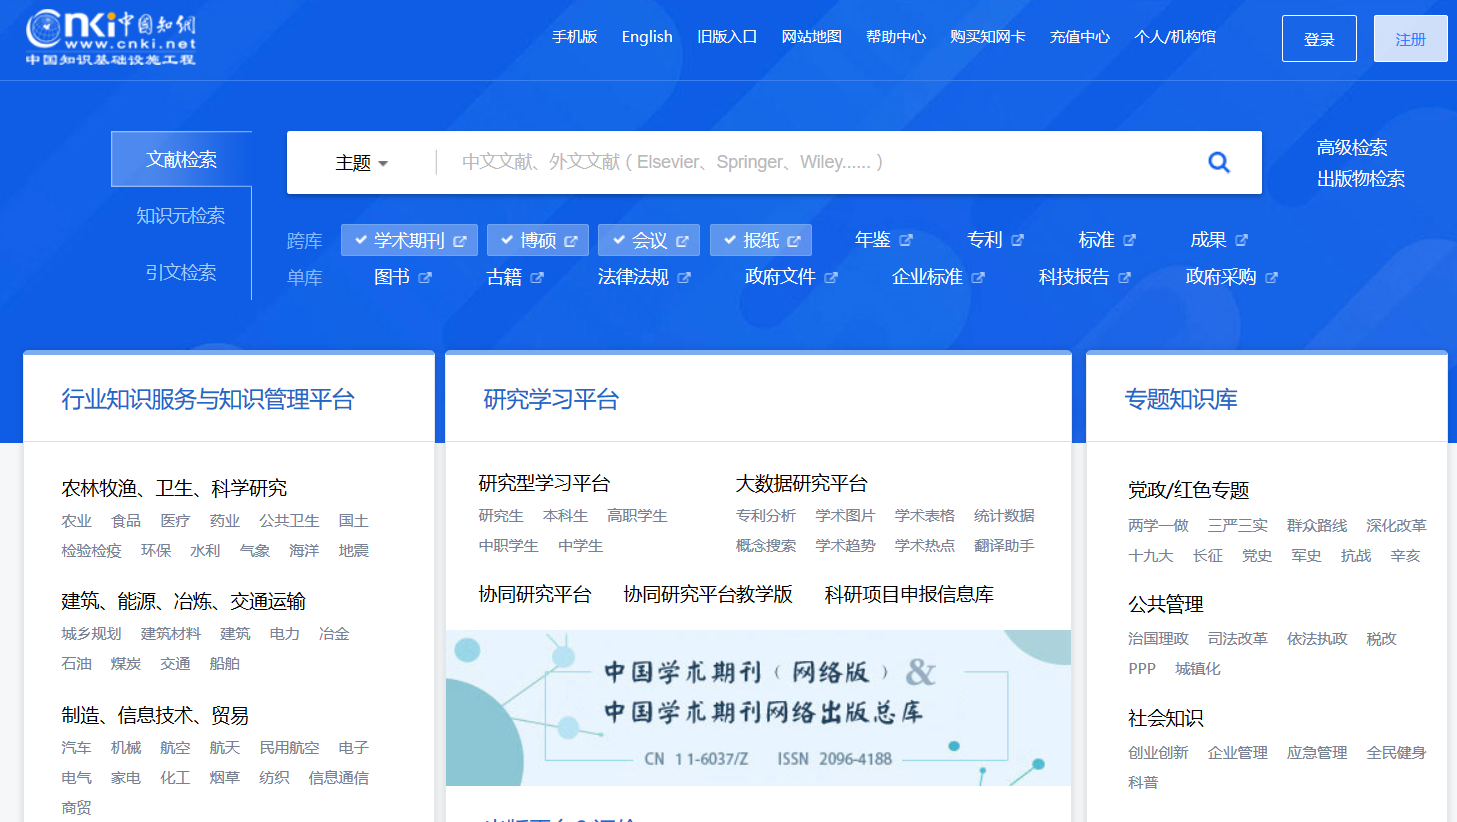 Cnki中国知网
www.cnki.net
中国知识基础设施工程
手机版 English 旧版入口 网站地图 帮助中心 购买知网卡 充值中心 个人/机构馆 登录 注册
文献检索
知识元检索
引文检索
主题 中文文献、外文文献（Elsevier、Springer、Wiley......）
高级检索
出版物检索
跨库 学术期刊 博硕 会议 报纸 年鉴 专利 标准 成果
单库 图书 古籍 法律法规 政府文件 企业标准 科技报告 政府采购
行业知识服务与知识管理平台
农林牧渔、卫生、科学研究
农业 食品 医疗 药业 公共卫生 国土
检验检疫 环保 水利 气象 海洋 地震
建筑、能源、冶炼、交通运输
城乡规划 建筑材料 建筑 电力 冶金
石油 煤炭 交通 船舶
制造、信息技术、贸易
汽车 机械 航空 航天 民用航空 电子
电气 家电 化工 烟草 纺织 信息通信
商贸
研究学习平台
研究型学习平台
研究生 本科生 高职学生
中职学生 中学生
大数据研究平台
专利分析 学术图片 学术表格 统计数据
概念搜索 学术趋势 学术热点 翻译助手
协同研究平台 协同研究平台教学版 科研项目申报信息库
中国学术期刊（网络版）&
中国学术期刊网络出版总库
CN 11-6037/Z ISSN 2096-4188
专题知识库
党政/红色专题
两学一做 三严三实 群众路线 深化改革
十九大 长征 党史 军史 抗战 辛亥
公共管理
治国理政 司法改革 依法执政 税改
PPP 城镇化
社会知识
创业创新 企业管理 应急管理 全民健身
科普